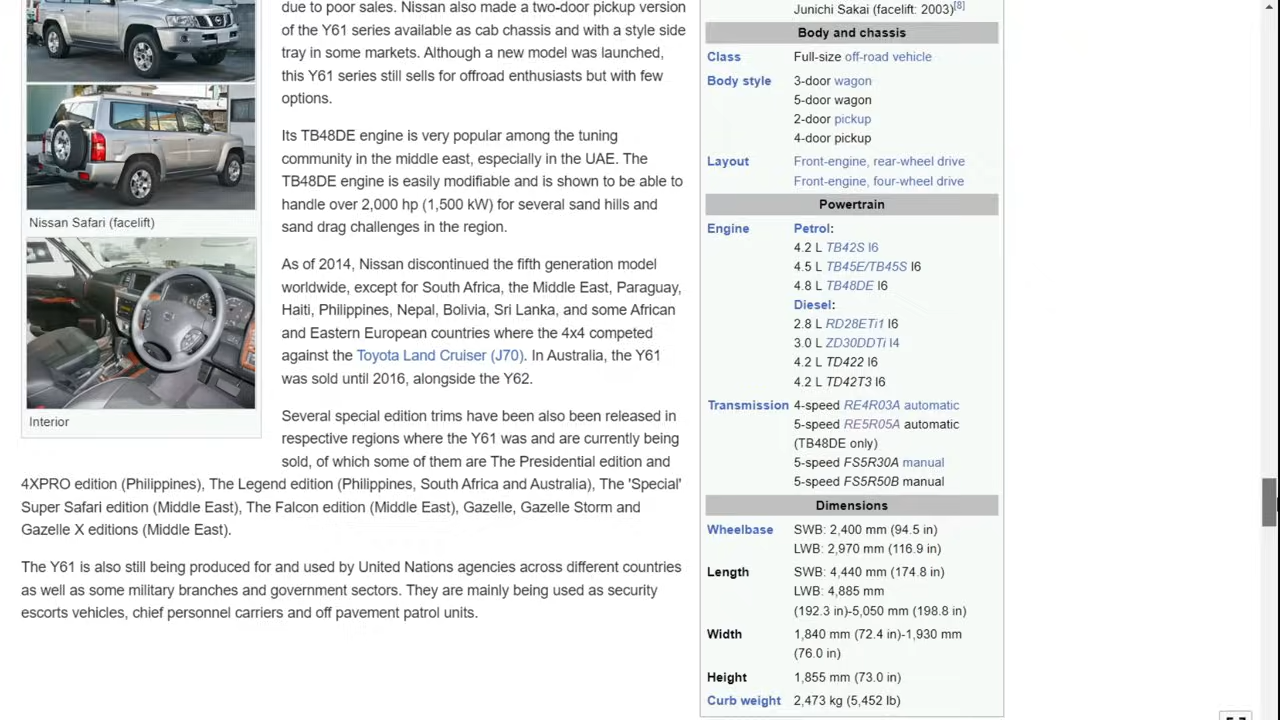 due to poor sales. Nissan also made a two-door pickup version
of the Y61 series available as cab chassis and with a style side
tray in some markets. Although a new model was launched,
this Y61 series still sells for offroad enthusiasts but with few
options.
Its TB48DE engine is very popular among the tuning
community in the middle east, especially in the UAE. The
TB48DE engine is easily modifiable and is shown to be able to
handle over 2,000 hp (1,500 kW) for several sand hills and
sand drag challenges in the region.
Nissan Safari (facelift)
As of 2014, Nissan discontinued the fifth generation model
worldwide, except for South Africa, the Middle East, Paraguay,
Haiti, Philippines, Nepal, Bolivia, Sri Lanka, and some African
and Eastern European countries where the 4x4 competed
against the Toyota Land Cruiser (J70). In Australia, the Y61
was sold until 2016, alongside the Y62.
Interior
Several special edition trims have been also been released in
respective regions where the Y61 was and are currently being
sold, of which some of them are The Presidential edition and
4XPRO edition (Philippines), The Legend edition (Philippines, South Africa and Australia), The 'Special'
Super Safari edition (Middle East), The Falcon edition (Middle East), Gazelle, Gazelle Storm and
Gazelle X editions (Middle East).
The Y61 is also still being produced for and used by United Nations agencies across different countries
as well as some military branches and government sectors. They are mainly being used as security
escorts vehicles, chief personnel carriers and off pavement patrol units.
Junichi Sakai (facelift: 2003)[8]
Body and chassis
Class Full-size off-road vehicle
Body style 3-door wagon
5-door wagon
2-door pickup
4-door pickup
Layout Front-engine, rear-wheel drive
Front-engine, four-wheel drive
Powertrain
Engine Petrol:
4.2 L TB42S I6
4.5 L TB45E/TB45S I6
4.8 L TB48DE I6
Diesel:
2.8 L RD28ETi1 I6
3.0 L ZD30DDTi I4
4.2 L TD422 I6
4.2 L TD42T3 I6
Transmission 4-speed RE4R03A automatic
5-speed RE5R05A automatic
(TB48DE only)
5-speed FS5R30A manual
5-speed FS5R50B manual
Dimensions
Wheelbase SWB: 2,400 mm (94.5 in)
LWB: 2,970 mm (116.9 in)
Length SWB: 4,440 mm (174.8 in)
LWB: 4,885 mm
(192.3 in)-5,050 mm (198.8 in)
Width 1,840 mm (72.4 in)-1,930 mm
(76.0 in)
Height 1,855 mm (73.0 in)
Curb weight 2,473 kg (5,452 lb)